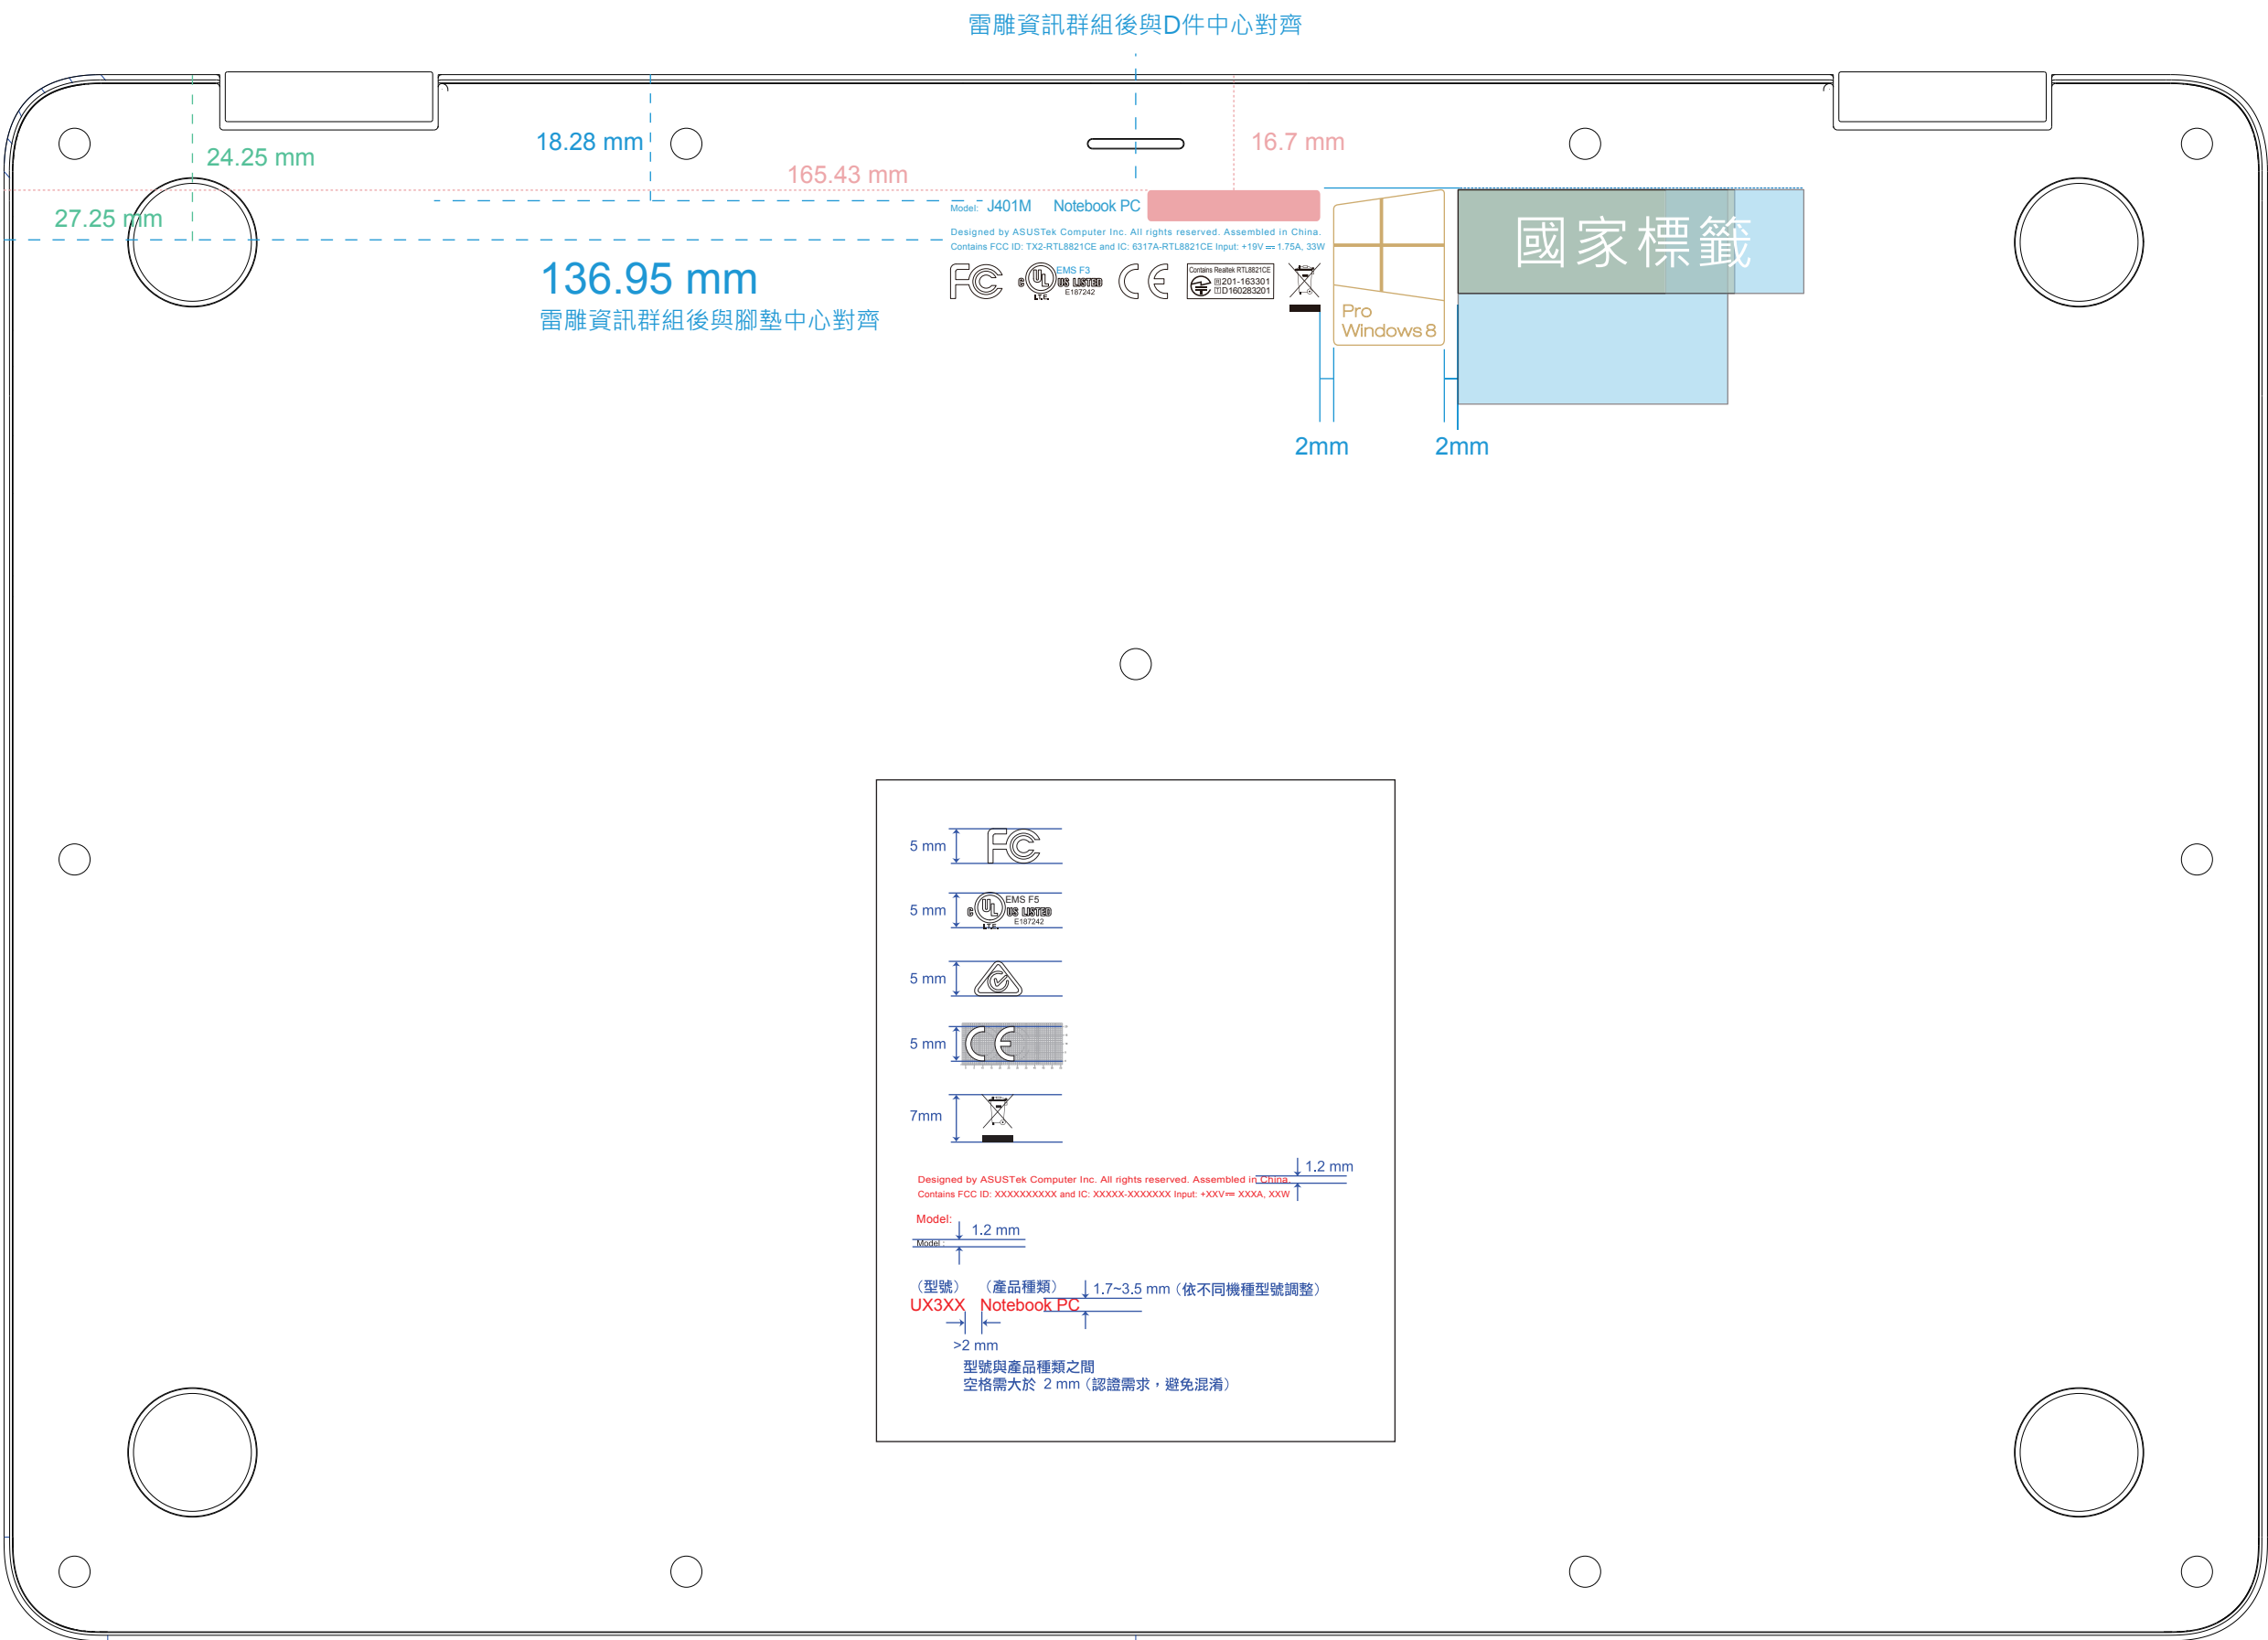 雷雕資訊群組後與D件中心對齊
24.25 mm
18.28 mm
16.7 mm
165.43 mm
27.25 mm
Model: J401M Notebook PC
Designed by ASUSTek Computer Inc. All rights reserved. Assembled in China.
Contains FCC ID: TX2-RTL8821CE and IC: 6317A-RTL8821CE Input: +19V ⎓ 1.75A, 33W
國家標籤
136.95 mm
雷雕資訊群組後與腳墊中心對齊
FC
C UL US LISTED
EMS F3
E187242
I.T.E.
CE
Contains Realtek RTL8821CE
R 201-163301
T D160283201
Pro
Windows 8
2mm
2mm
5 mm
FC
5 mm
C UL US LISTED
EMS F5
E187242
I.T.E.
5 mm
5 mm
CE
7mm
1.2 mm
Designed by ASUSTek Computer Inc. All rights reserved. Assembled in China.
Contains FCC ID: XXXXXXXXXX and IC: XXXXX-XXXXXXX Input: +XXV⎓ XXXA, XXW
Model:
1.2 mm
Model :
（型號） （產品種類）
1.7~3.5 mm（依不同機種型號調整）
UX3XX Notebook PC
>2 mm
型號與產品種類之間
空格需大於 2 mm（認證需求，避免混淆）